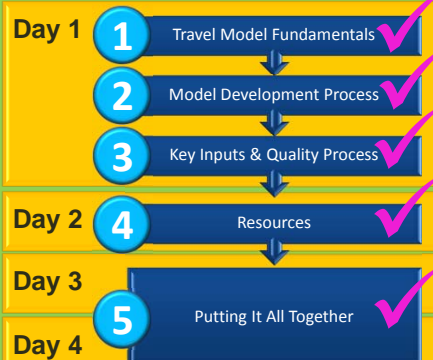 Day 1
1 Travel Model Fundamentals
2 Model Development Process
3 Key Inputs & Quality Process
Day 2
4 Resources
Day 3
5 Putting It All Together
Day 4